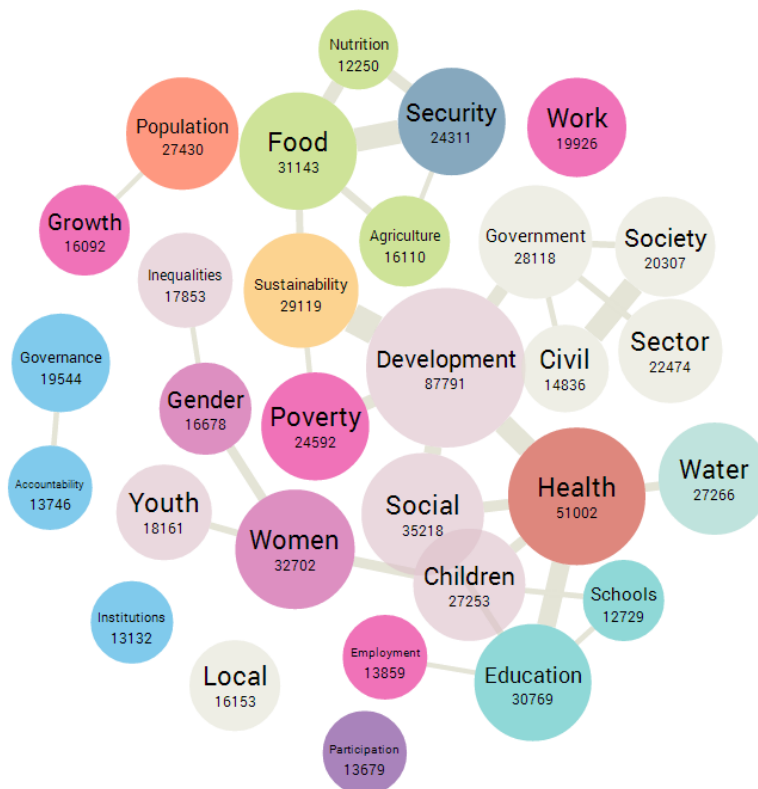 Nutrition
12250
Security
24311
Work
19926
Population
27430
Food
31143
Growth
16092
Agriculture
16110
Government
28118
Society
20307
Inequalities
17853
Sustainability
29119
Governance
19544
Development
87791
Civil
14836
Sector
22474
Gender
16678
Poverty
24592
Accountability
13746
Youth
18161
Women
32702
Social
35218
Health
51002
Water
27266
Children
27253
Schools
12729
Institutions
13132
Local
16153
Employment
13859
Education
30769
Participation
13679